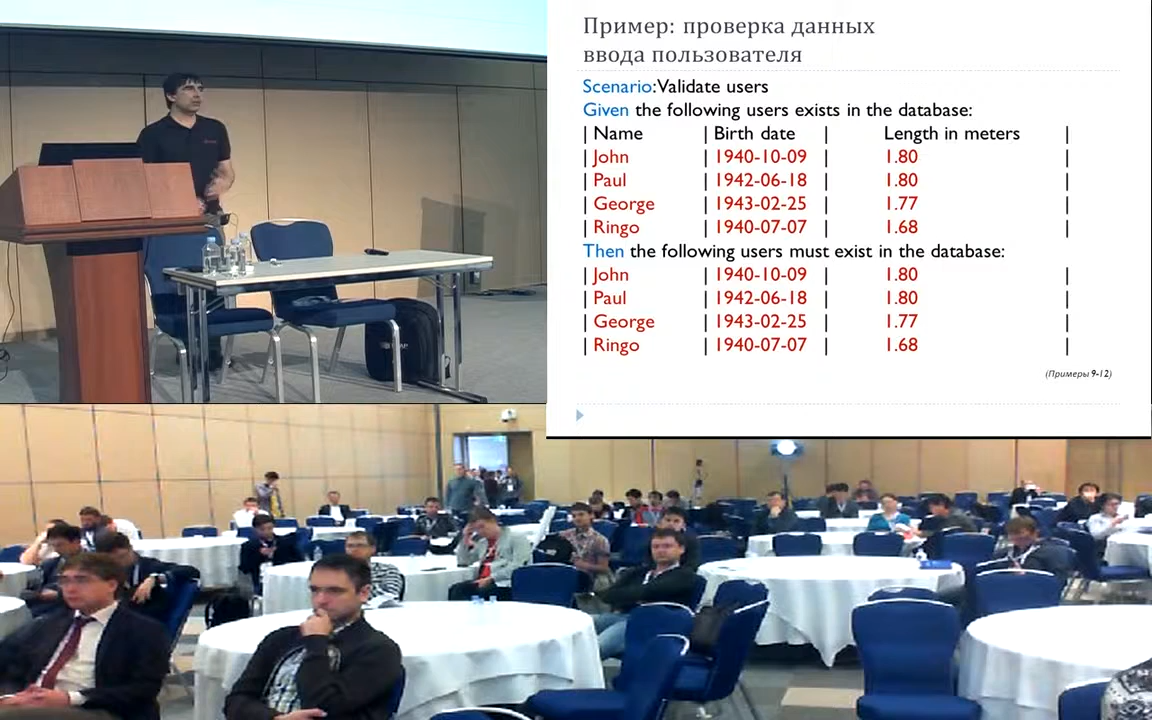 Пример: проверка данных
ввода пользователя
Scenario:Validate users
Given the following users exists in the database:
| Name | Birth date | Length in meters |
| John | 1940-10-09 | 1.80 |
| Paul | 1942-06-18 | 1.80 |
| George | 1943-02-25 | 1.77 |
| Ringo | 1940-07-07 | 1.68 |
Then the following users must exist in the database:
| John | 1940-10-09 | 1.80 |
| Paul | 1942-06-18 | 1.80 |
| George | 1943-02-25 | 1.77 |
| Ringo | 1940-07-07 | 1.68 |
(Примеры 9-12)